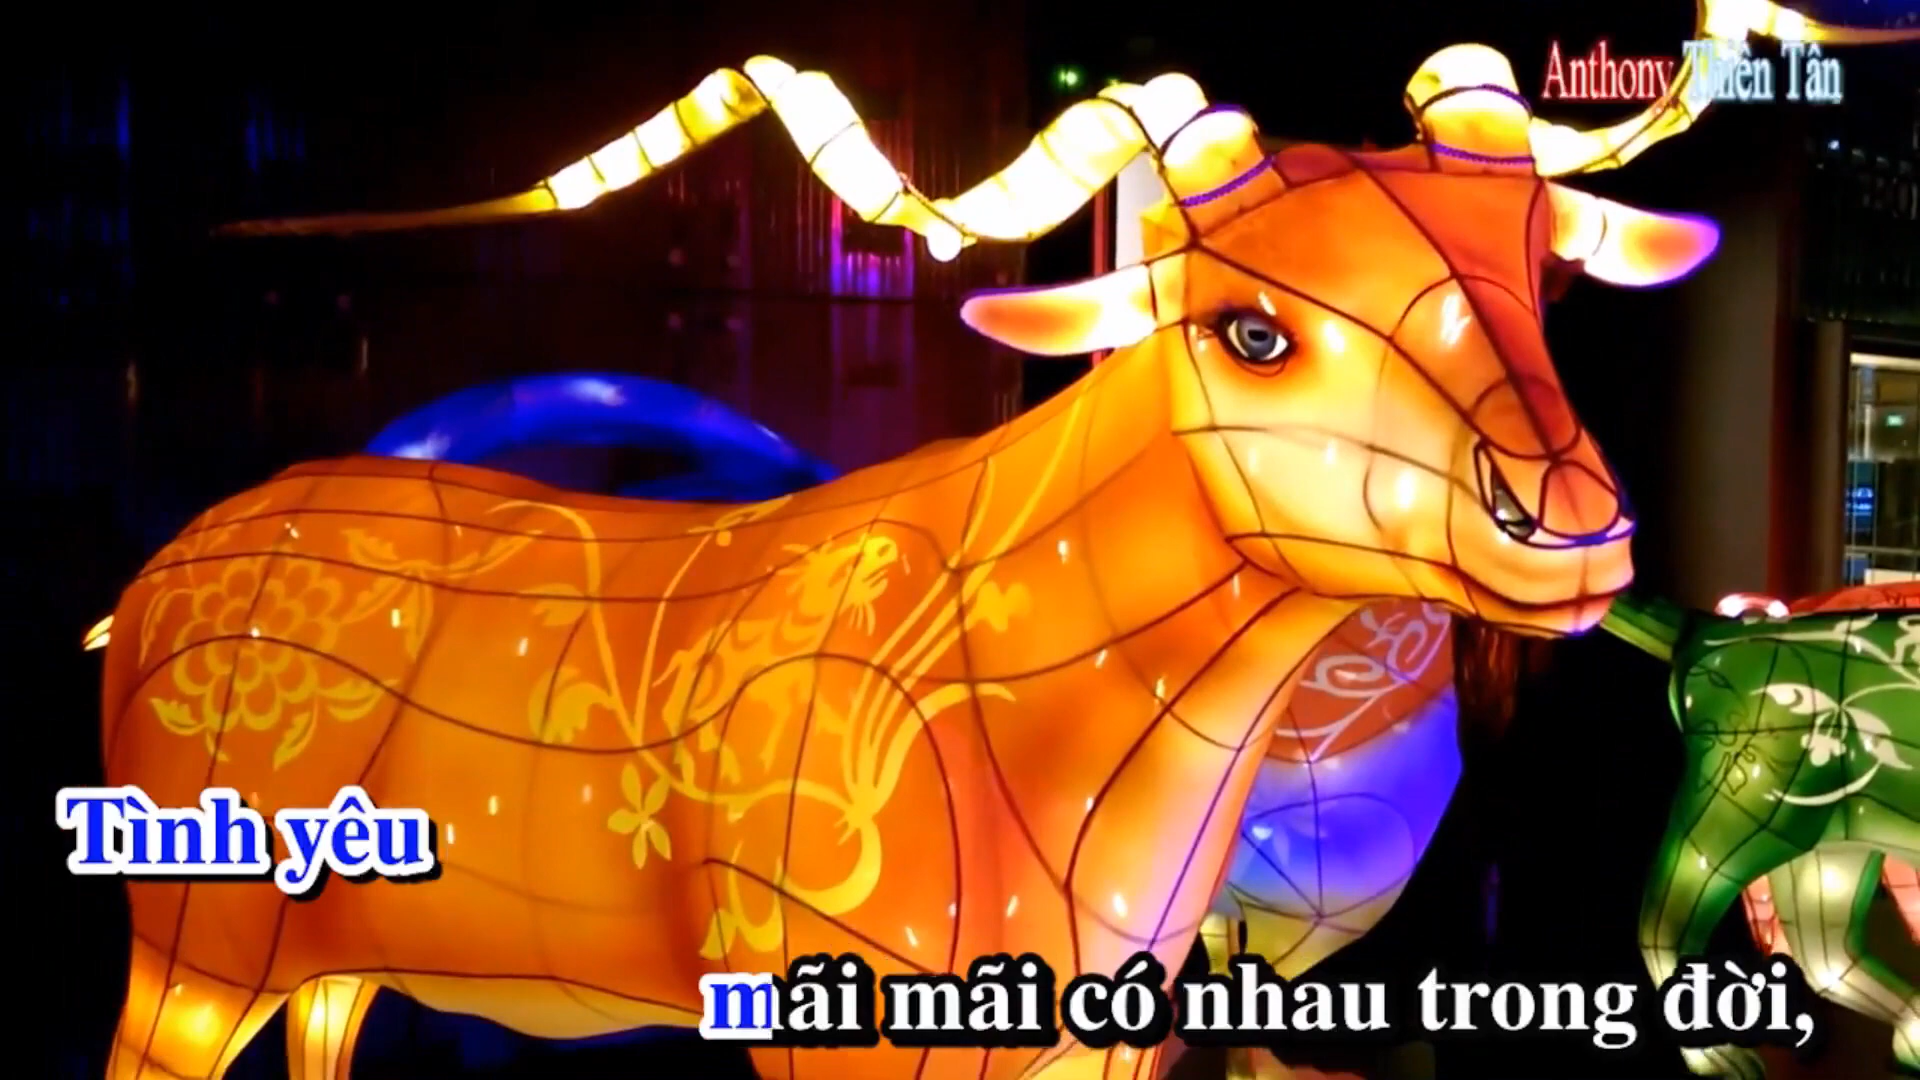 Anthony Thiên Tân
Tình yêu
mãi mãi có nhau trong đời,